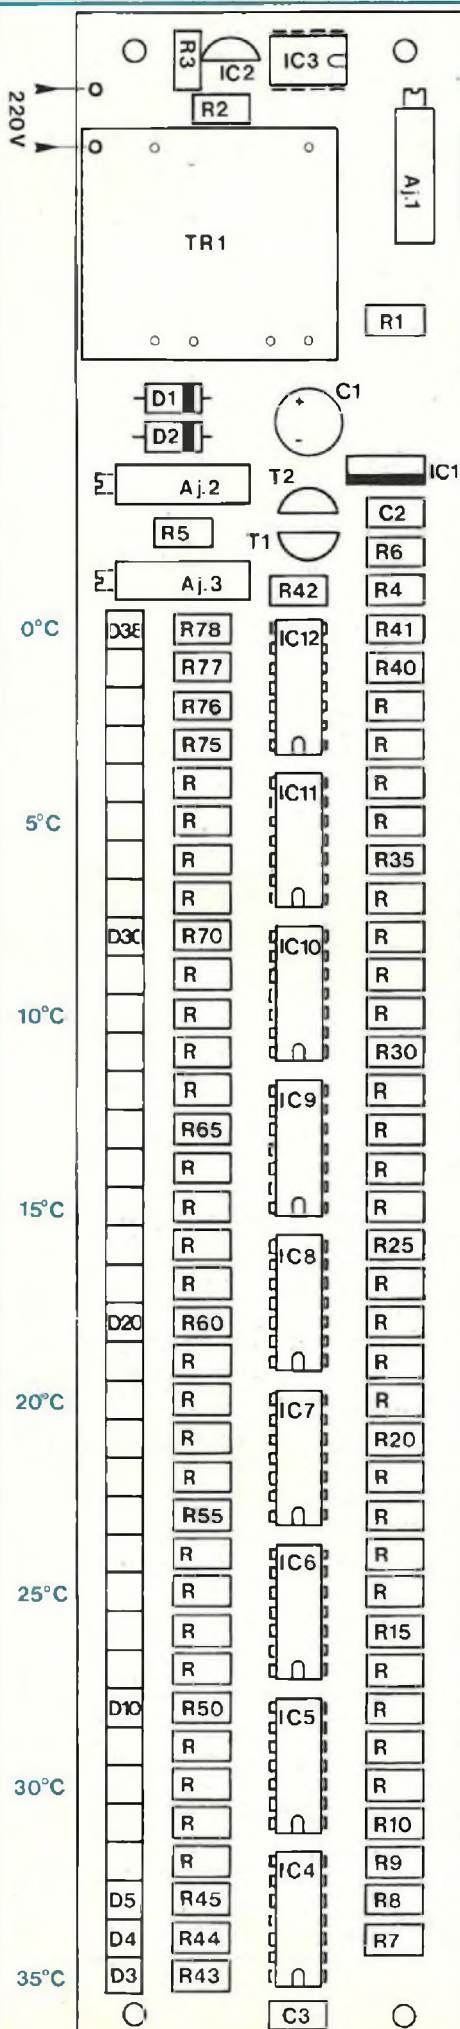 R3 IC2 IC3
220V
R2
Aj.1
TR1
R1
D1 C1
+
D2
-
Aj.2 T2 IC1
C2
R5 T1 R6
Aj.3 R42 R4
0°C D38 R78 IC12 R41
R77 R40
R76 R
R75 R
R IC11 R
5°C R R
R R35
R R
D30 R70 IC10 R
R R
10°C R R
R R30
R IC9 R
R65 R
R R
15°C R R
R IC8 R25
R R
D20 R60 R
R R
20°C R IC7 R
R R20
R R
R55 R
R IC6 R
25°C R R
R R15
R R
D10 R50 IC5 R
R R
30°C R R
R R10
R IC4 R9
D5 R45 R8
D4 R44 R7
35°C D3 R43
C3